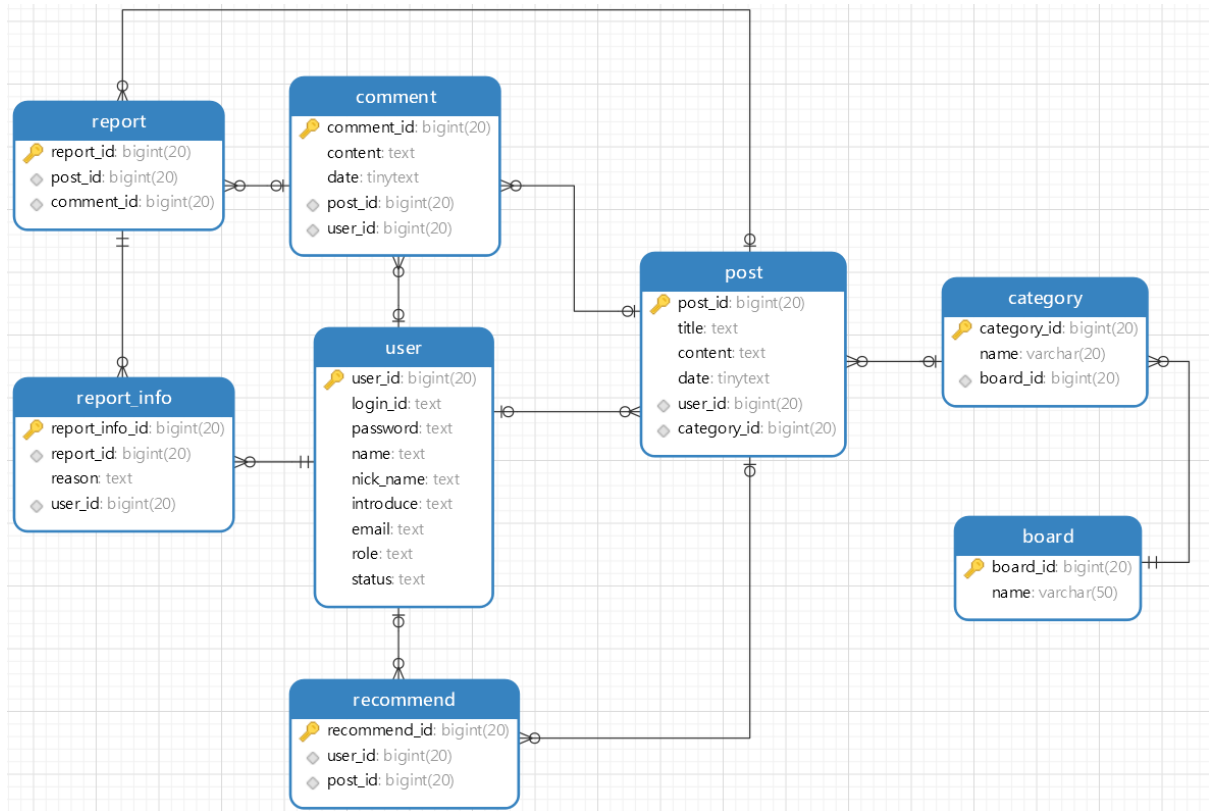 report
report_id: bigint(20)
post_id: bigint(20)
comment_id: bigint(20)
comment
comment_id: bigint(20)
content: text
date: tinytext
post_id: bigint(20)
user_id: bigint(20)
post
post_id: bigint(20)
title: text
content: text
date: tinytext
user_id: bigint(20)
category_id: bigint(20)
category
category_id: bigint(20)
name: varchar(20)
board_id: bigint(20)
user
user_id: bigint(20)
login_id: text
password: text
name: text
nick_name: text
introduce: text
email: text
role: text
status: text
report_info
report_info_id: bigint(20)
report_id: bigint(20)
reason: text
user_id: bigint(20)
board
board_id: bigint(20)
name: varchar(50)
recommend
recommend_id: bigint(20)
user_id: bigint(20)
post_id: bigint(20)